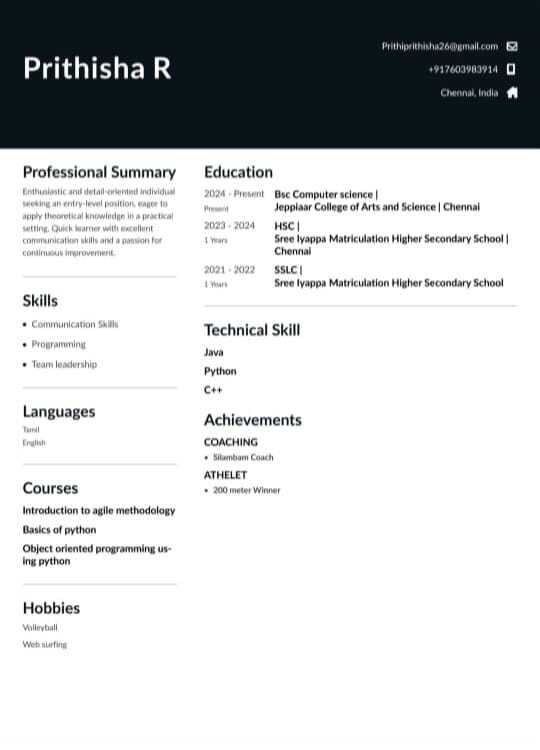 Prithisha R
Prithiprithisha26@gmail.com
+917603983914
Chennai, India
Professional Summary
Enthusiastic and detail-oriented individual
seeking an entry-level position, eager to
apply theoretical knowledge in a practical
setting. Quick learner with excellent
communication skills and a passion for
continuous improvement.
Skills
• Communication Skills
• Programming
• Team leadership
Languages
Tamil
English
Courses
Introduction to agile methodology
Basics of python
Object oriented programming us-
ing python
Hobbies
Volleyball
Web surfing
Education
2024 - Present Bsc Computer science |
Present Jeppiaar College of Arts and Science | Chennai
2023 - 2024 HSC |
1 Years Sree Iyappa Matriculation Higher Secondary School |
Chennai
2021 - 2022 SSLC |
1 Years Sree Iyappa Matriculation Higher Secondary School
Technical Skill
Java
Python
C++
Achievements
COACHING
• Silambam Coach
ATHELET
• 200 meter Winner